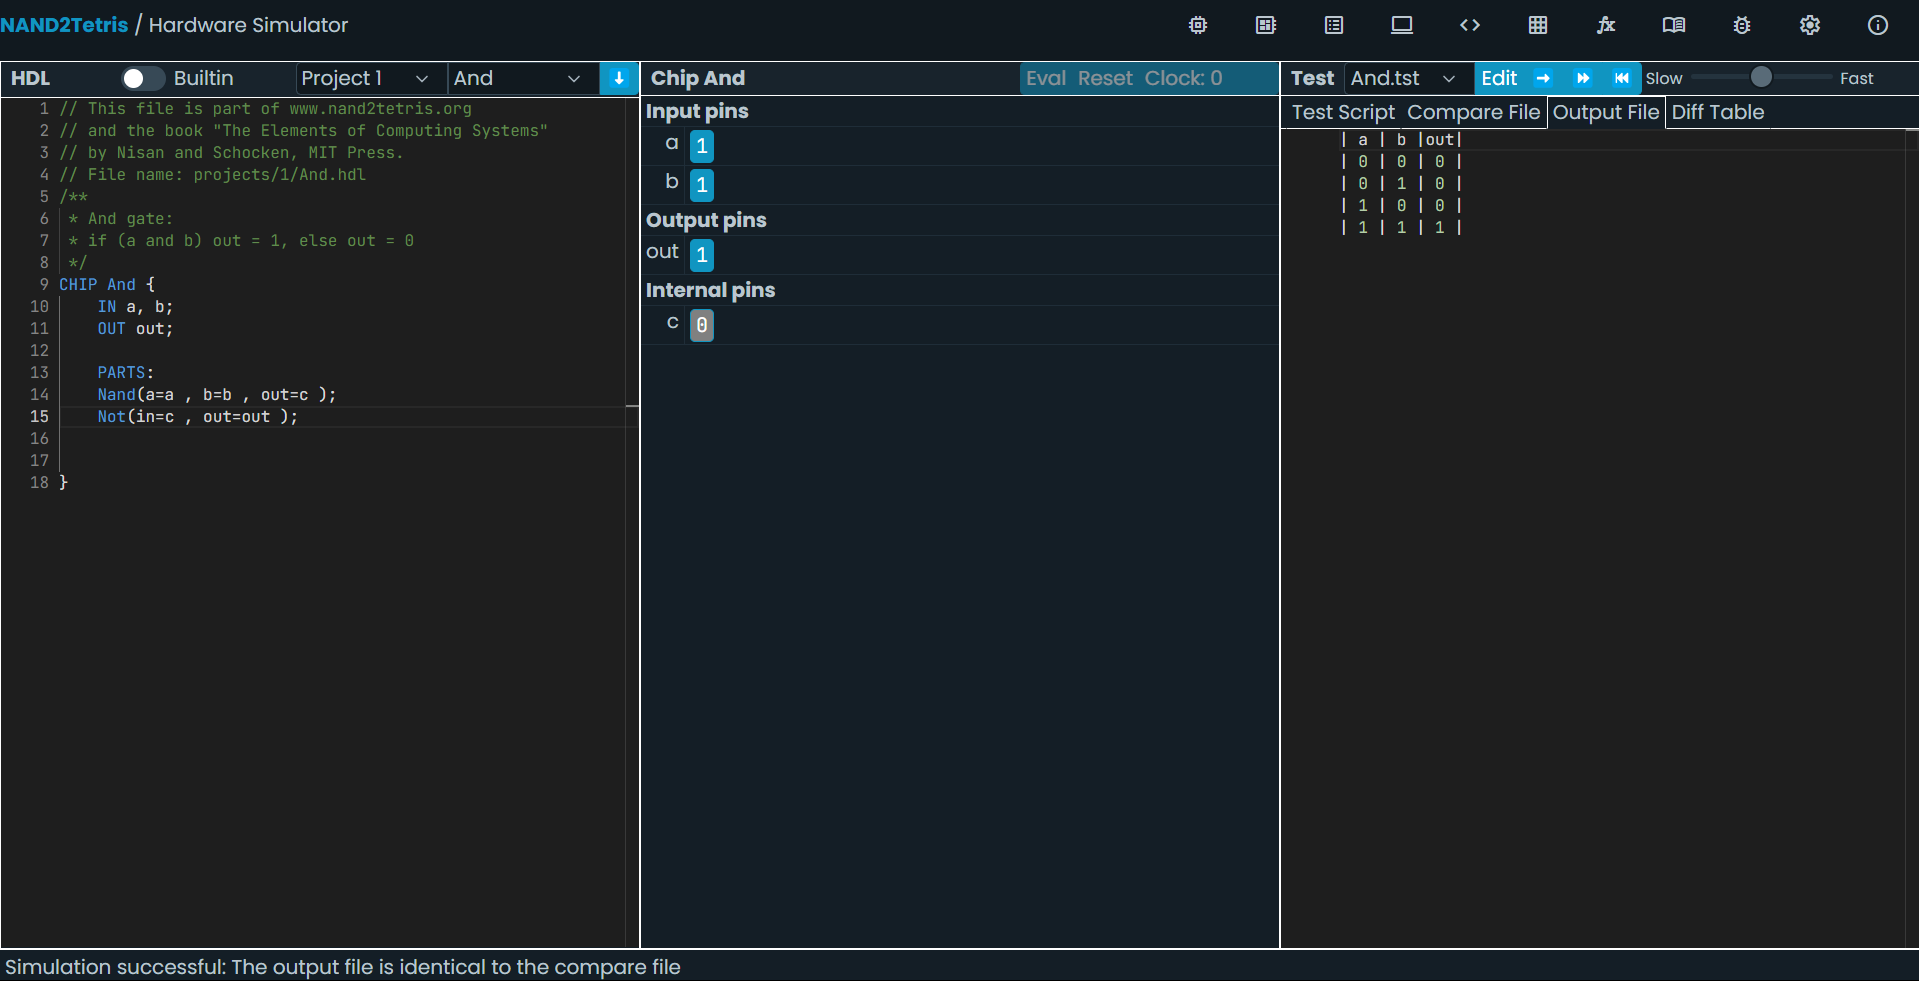 NAND2Tetris / Hardware Simulator
HDL Builtin Project 1 And
1 // This file is part of www.nand2tetris.org
2 // and the book "The Elements of Computing Systems"
3 // by Nisan and Schocken, MIT Press.
4 // File name: projects/1/And.hdl
5 /**
6 * And gate:
7 * if (a and b) out = 1, else out = 0
8 */
9 CHIP And {
10 IN a, b;
11 OUT out;
12
13 PARTS:
14 Nand(a=a , b=b , out=c );
15 Not(in=c , out=out );
16
17
18 }
Chip And Eval Reset Clock: 0
Input pins
a 1
b 1
Output pins
out 1
Internal pins
c 0
Test And.tst Edit Slow Fast
Test Script Compare File Output File Diff Table
| a | b |out|
| 0 | 0 | 0 |
| 0 | 1 | 0 |
| 1 | 0 | 0 |
| 1 | 1 | 1 |
Simulation successful: The output file is identical to the compare file